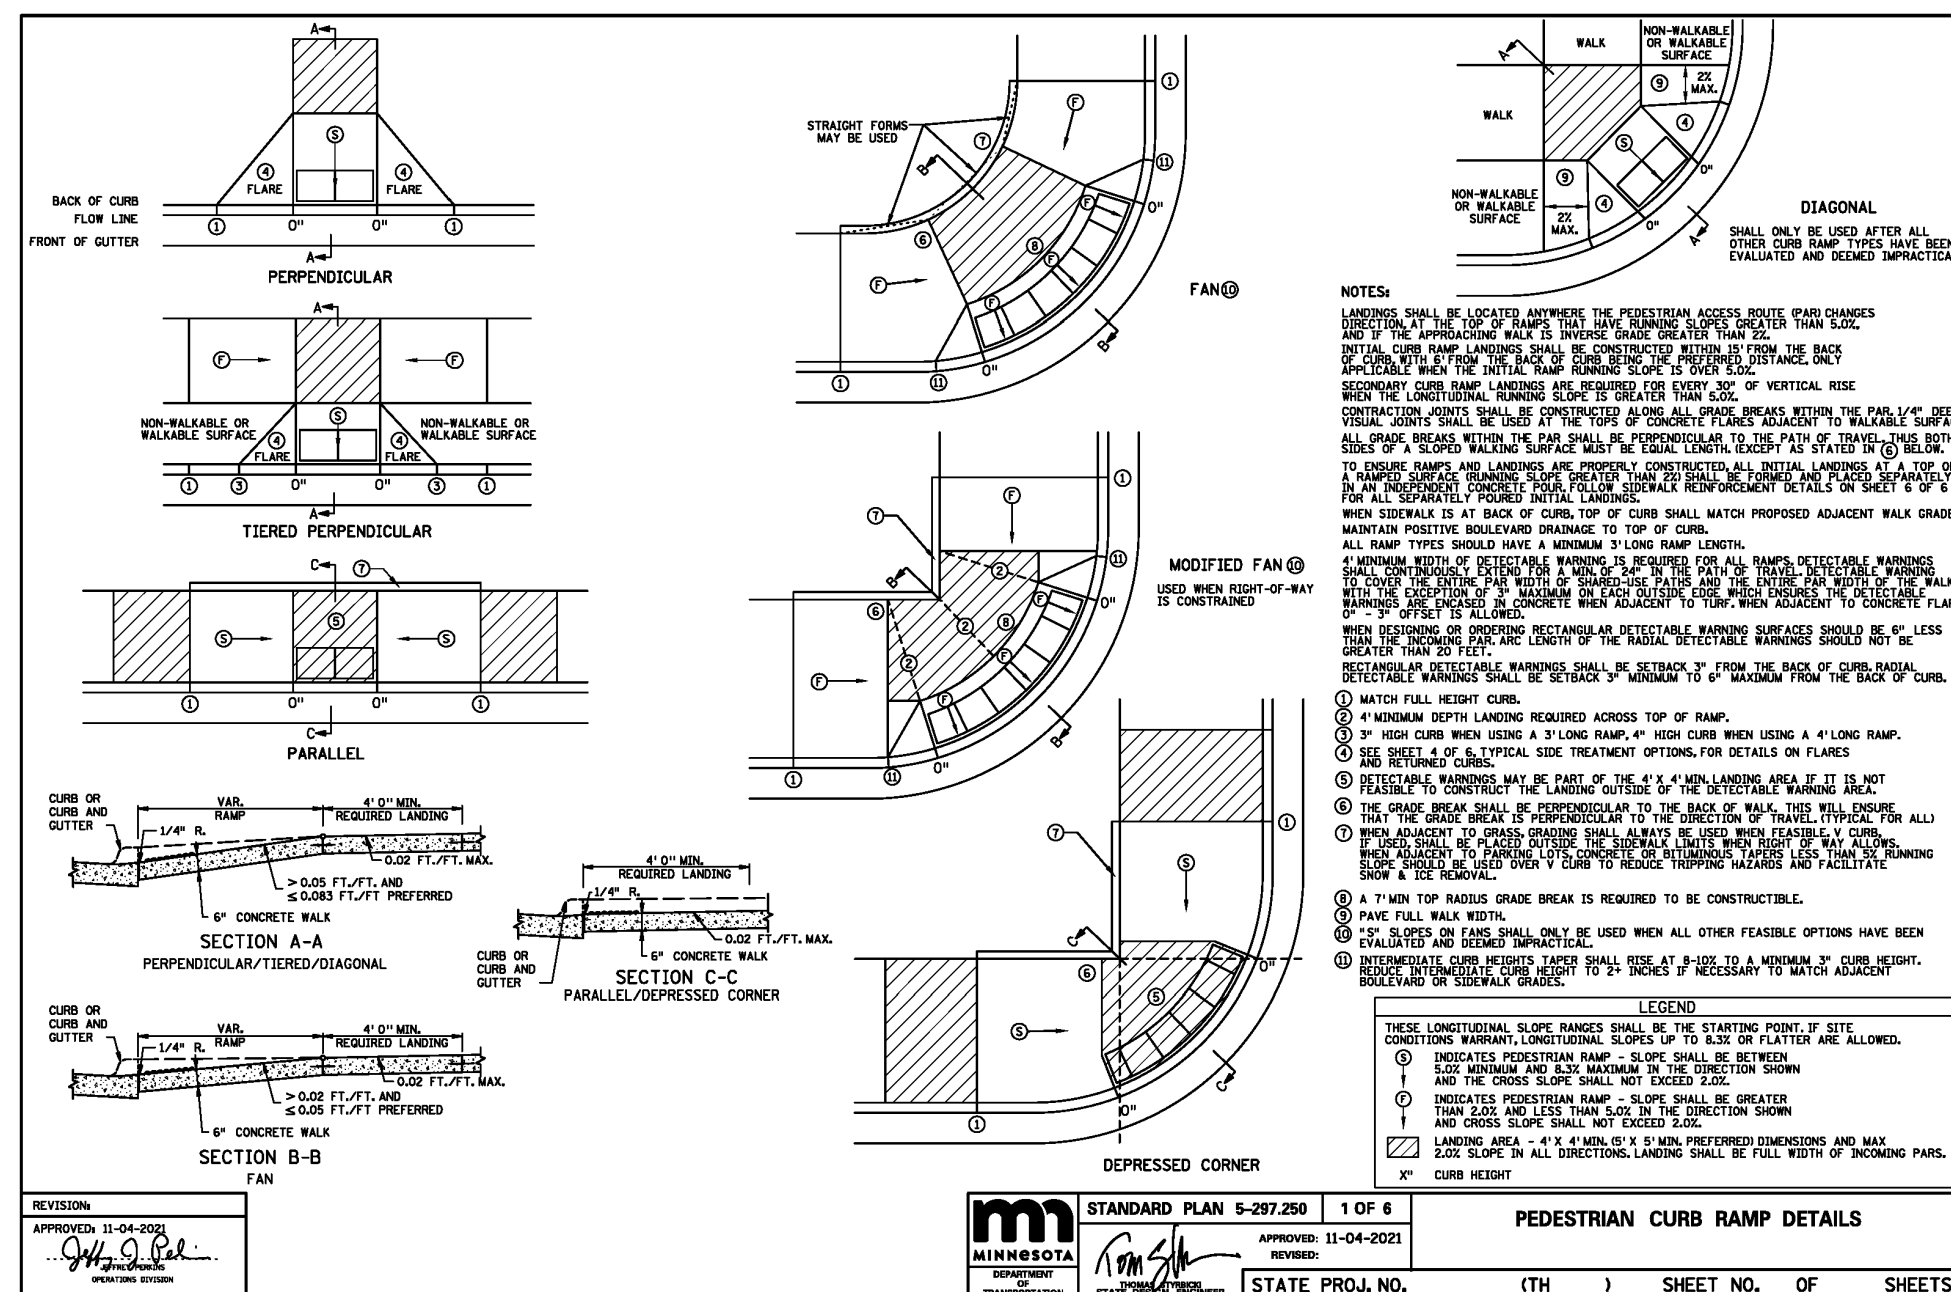 A
S
4
FLARE
4
FLARE
BACK OF CURB
FLOW LINE
FRONT OF GUTTER
1
0"
0"
1
A
PERPENDICULAR
A
F
F
NON-WALKABLE OR
WALKABLE SURFACE
S
NON-WALKABLE OR
WALKABLE SURFACE
4
FLARE
4
FLARE
1
3
0"
0"
3
1
A
TIERED PERPENDICULAR
C
7
5
S
S
1
0"
0"
1
C
PARALLEL
CURB OR
CURB AND
GUTTER
VAR.
RAMP
4' 0" MIN.
REQUIRED LANDING
1/4" R.
0.02 FT./FT. MAX.
> 0.05 FT./FT. AND
≤ 0.083 FT./FT PREFERRED
6" CONCRETE WALK
SECTION A-A
PERPENDICULAR/TIERED/DIAGONAL
4' 0" MIN.
REQUIRED LANDING
1/4" R.
0.02 FT./FT. MAX.
CURB OR
CURB AND
GUTTER
6" CONCRETE WALK
SECTION C-C
PARALLEL/DEPRESSED CORNER
CURB OR
CURB AND
GUTTER
VAR.
RAMP
4' 0" MIN.
REQUIRED LANDING
1/4" R.
0.02 FT./FT. MAX.
> 0.02 FT./FT. AND
≤ 0.05 FT./FT PREFERRED
6" CONCRETE WALK
SECTION B-B
FAN
STRAIGHT FORMS
MAY BE USED
1
F
7
B
11
F
0"
6
8
F
F
F
B
1
11
0"
FAN 10
1
F
7
B
2
11
F
0"
6
8
2
F
2
F
F
B
1
11
0"
MODIFIED FAN 10
USED WHEN RIGHT-OF-WAY
IS CONSTRAINED
7
1
S
C
6
0"
5
S
C
1
0"
DEPRESSED CORNER
A
WALK
NON-WALKABLE
OR WALKABLE
SURFACE
9
2%
MAX.
WALK
4
S
0"
9
NON-WALKABLE
OR WALKABLE
SURFACE
2%
MAX.
4
0"
A
DIAGONAL
SHALL ONLY BE USED AFTER ALL
OTHER CURB RAMP TYPES HAVE BEEN
EVALUATED AND DEEMED IMPRACTICA
NOTES:
LANDINGS SHALL BE LOCATED ANYWHERE THE PEDESTRIAN ACCESS ROUTE (PAR) CHANGES
DIRECTION, AT THE TOP OF RAMPS THAT HAVE RUNNING SLOPES GREATER THAN 5.0%,
AND IF THE APPROACHING WALK IS INVERSE GRADE GREATER THAN 2%.
INITIAL CURB RAMP LANDINGS SHALL BE CONSTRUCTED WITHIN 15' FROM THE BACK
OF CURB, WITH 6' FROM THE BACK OF CURB BEING THE PREFERRED DISTANCE, ONLY
APPLICABLE WHEN THE INITIAL RAMP RUNNING SLOPE IS OVER 5.0%.
SECONDARY CURB RAMP LANDINGS ARE REQUIRED FOR EVERY 30" OF VERTICAL RISE
WHEN THE LONGITUDINAL RUNNING SLOPE IS GREATER THAN 5.0%.
CONTRACTION JOINTS SHALL BE CONSTRUCTED ALONG ALL GRADE BREAKS WITHIN THE PAR. 1/4" DEE
VISUAL JOINTS SHALL BE USED AT THE TOPS OF CONCRETE FLARES ADJACENT TO WALKABLE SURFA
ALL GRADE BREAKS WITHIN THE PAR SHALL BE PERPENDICULAR TO THE PATH OF TRAVEL. THUS BOTH
SIDES OF A SLOPED WALKING SURFACE MUST BE EQUAL LENGTH. (EXCEPT AS STATED IN 6 BELOW.
TO ENSURE RAMPS AND LANDINGS ARE PROPERLY CONSTRUCTED, ALL INITIAL LANDINGS AT A TOP O
A RAMPED SURFACE (RUNNING SLOPE GREATER THAN 2%) SHALL BE FORMED AND PLACED SEPARATELY
IN AN INDEPENDENT CONCRETE POUR. FOLLOW SIDEWALK REINFORCEMENT DETAILS ON SHEET 6 OF 6
FOR ALL SEPARATELY POURED INITIAL LANDINGS.
WHEN SIDEWALK IS AT BACK OF CURB, TOP OF CURB SHALL MATCH PROPOSED ADJACENT WALK GRADE
MAINTAIN POSITIVE BOULEVARD DRAINAGE TO TOP OF CURB.
ALL RAMP TYPES SHOULD HAVE A MINIMUM 3' LONG RAMP LENGTH.
4' MINIMUM WIDTH OF DETECTABLE WARNING IS REQUIRED FOR ALL RAMPS. DETECTABLE WARNINGS
SHALL CONTINUOUSLY EXTEND FOR A MIN. OF 24" IN THE PATH OF TRAVEL. DETECTABLE WARNING
TO COVER THE ENTIRE PAR WIDTH OF SHARED-USE PATHS AND THE ENTIRE PAR WIDTH OF THE WALK
WITH THE EXCEPTION OF 3" MAXIMUM ON EACH OUTSIDE EDGE WHICH ENSURES THE DETECTABLE
WARNINGS ARE ENCASED IN CONCRETE WHEN ADJACENT TO TURF. WHEN ADJACENT TO CONCRETE FLAR
0" - 3" OFFSET IS ALLOWED.
WHEN DESIGNING OR ORDERING RECTANGULAR DETECTABLE WARNING SURFACES SHOULD BE 6" LESS
THAN THE INCOMING PAR. ARC LENGTH OF THE RADIAL DETECTABLE WARNINGS SHOULD NOT BE
GREATER THAN 20 FEET.
RECTANGULAR DETECTABLE WARNINGS SHALL BE SETBACK 3" FROM THE BACK OF CURB. RADIAL
DETECTABLE WARNINGS SHALL BE SETBACK 3" MINIMUM TO 6" MAXIMUM FROM THE BACK OF CURB.
1 MATCH FULL HEIGHT CURB.
2 4' MINIMUM DEPTH LANDING REQUIRED ACROSS TOP OF RAMP.
3 3" HIGH CURB WHEN USING A 3' LONG RAMP, 4" HIGH CURB WHEN USING A 4' LONG RAMP.
4 SEE SHEET 4 OF 6, TYPICAL SIDE TREATMENT OPTIONS, FOR DETAILS ON FLARES
AND RETURNED CURBS.
5 DETECTABLE WARNINGS MAY BE PART OF THE 4' X 4' MIN. LANDING AREA IF IT IS NOT
FEASIBLE TO CONSTRUCT THE LANDING OUTSIDE OF THE DETECTABLE WARNING AREA.
6 THE GRADE BREAK SHALL BE PERPENDICULAR TO THE BACK OF WALK. THIS WILL ENSURE
THAT THE GRADE BREAK IS PERPENDICULAR TO THE DIRECTION OF TRAVEL. (TYPICAL FOR ALL)
7 WHEN ADJACENT TO GRASS, GRADING SHALL ALWAYS BE USED WHEN FEASIBLE. V CURB,
IF USED, SHALL BE PLACED OUTSIDE THE SIDEWALK LIMITS WHEN RIGHT OF WAY ALLOWS.
WHEN ADJACENT TO PARKING LOTS, CONCRETE OR BITUMINOUS TAPERS LESS THAN 5% RUNNING
SLOPE SHOULD BE USED OVER V CURB TO REDUCE TRIPPING HAZARDS AND FACILITATE
SNOW & ICE REMOVAL.
8 A 7' MIN TOP RADIUS GRADE BREAK IS REQUIRED TO BE CONSTRUCTIBLE.
9 PAVE FULL WALK WIDTH.
10 "S" SLOPES ON FANS SHALL ONLY BE USED WHEN ALL OTHER FEASIBLE OPTIONS HAVE BEEN
EVALUATED AND DEEMED IMPRACTICAL.
11 INTERMEDIATE CURB HEIGHTS TAPER SHALL RISE AT 8-10% TO A MINIMUM 3" CURB HEIGHT.
REDUCE INTERMEDIATE CURB HEIGHT TO 2+ INCHES IF NECESSARY TO MATCH ADJACENT
BOULEVARD OR SIDEWALK GRADES.
LEGEND
THESE LONGITUDINAL SLOPE RANGES SHALL BE THE STARTING POINT. IF SITE
CONDITIONS WARRANT, LONGITUDINAL SLOPES UP TO 8.3% OR FLATTER ARE ALLOWED.
S INDICATES PEDESTRIAN RAMP - SLOPE SHALL BE BETWEEN
5.0% MINIMUM AND 8.3% MAXIMUM IN THE DIRECTION SHOWN
AND THE CROSS SLOPE SHALL NOT EXCEED 2.0%.
F INDICATES PEDESTRIAN RAMP - SLOPE SHALL BE GREATER
THAN 2.0% AND LESS THAN 5.0% IN THE DIRECTION SHOWN
AND CROSS SLOPE SHALL NOT EXCEED 2.0%.
LANDING AREA - 4' X 4' MIN. (5' X 5' MIN. PREFERRED) DIMENSIONS AND MAX
2.0% SLOPE IN ALL DIRECTIONS. LANDING SHALL BE FULL WIDTH OF INCOMING PARS.
X" CURB HEIGHT
REVISION:
APPROVED: 11-04-2021
JEFFREY PERKINS
OPERATIONS DIVISION
MINNESOTA
DEPARTMENT
OF
TRANSPORTATION
STANDARD PLAN 5-297.250
1 OF 6
APPROVED: 11-04-2021
REVISED:
THOMAS STYRBICKI
STATE DESIGN ENGINEER
PEDESTRIAN CURB RAMP DETAILS
STATE PROJ. NO. (TH ) SHEET NO. OF SHEETS